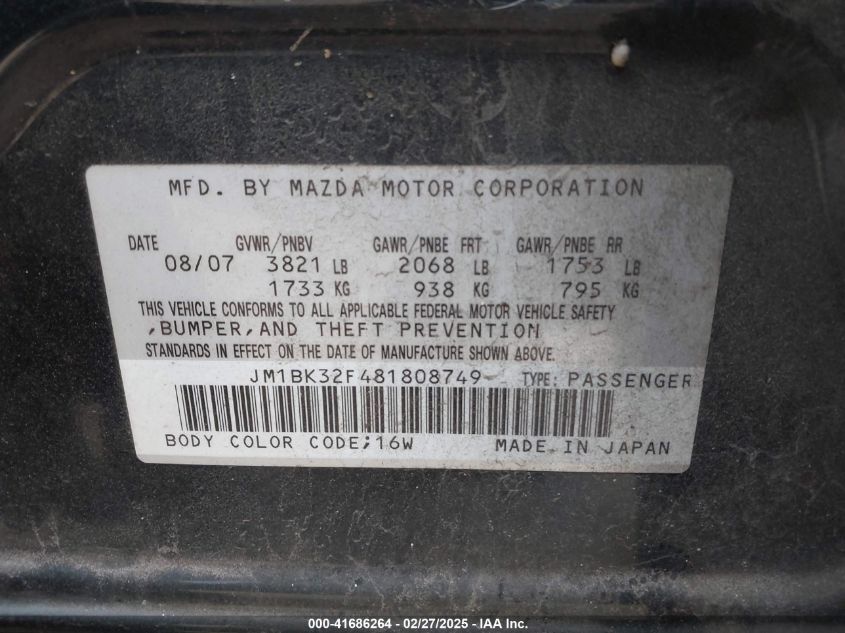 MFD. BY MAZDA MOTOR CORPORATION
DATE GVWR/PNBV GAWR/PNBE FRT GAWR/PNBE RR
08/07 3821 LB 2068 LB 1753 LB
1733 KG 938 KG 795 KG
THIS VEHICLE CONFORMS TO ALL APPLICABLE FEDERAL MOTOR VEHICLE SAFETY
,BUMPER,AND THEFT PREVENTION
STANDARDS IN EFFECT ON THE DATE OF MANUFACTURE SHOWN ABOVE.
JM1BK32F481808749 TYPE: PASSENGER
BODY COLOR CODE;16W MADE IN JAPAN
000-41686264 - 02/27/2025 - IAA Inc.